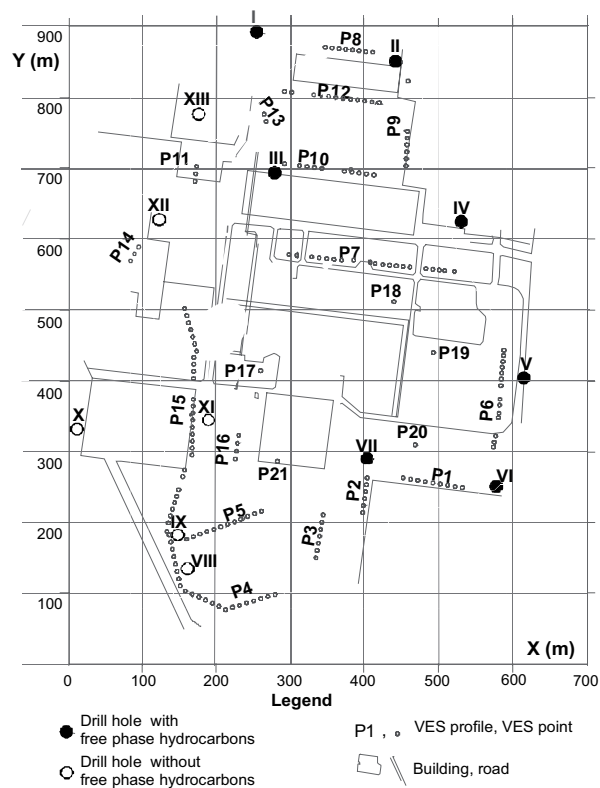 I
900
II
P8
Y (m)
XIII
800
P12
P13
P9
III
P11
P10
700
XII
IV
600
P14
P7
P18
500
P19
V
P17
400
X
P15
XI
P6
P16
VII
P20
300
P21
P1
VI
P2
IX
P5
200
P3
VIII
P4
100
X (m)
0 100 200 300 400 500 600 700
Legend
Drill hole with
free phase hydrocarbons
P1 , VES profile, VES point
Drill hole without
free phase hydrocarbons
Building, road